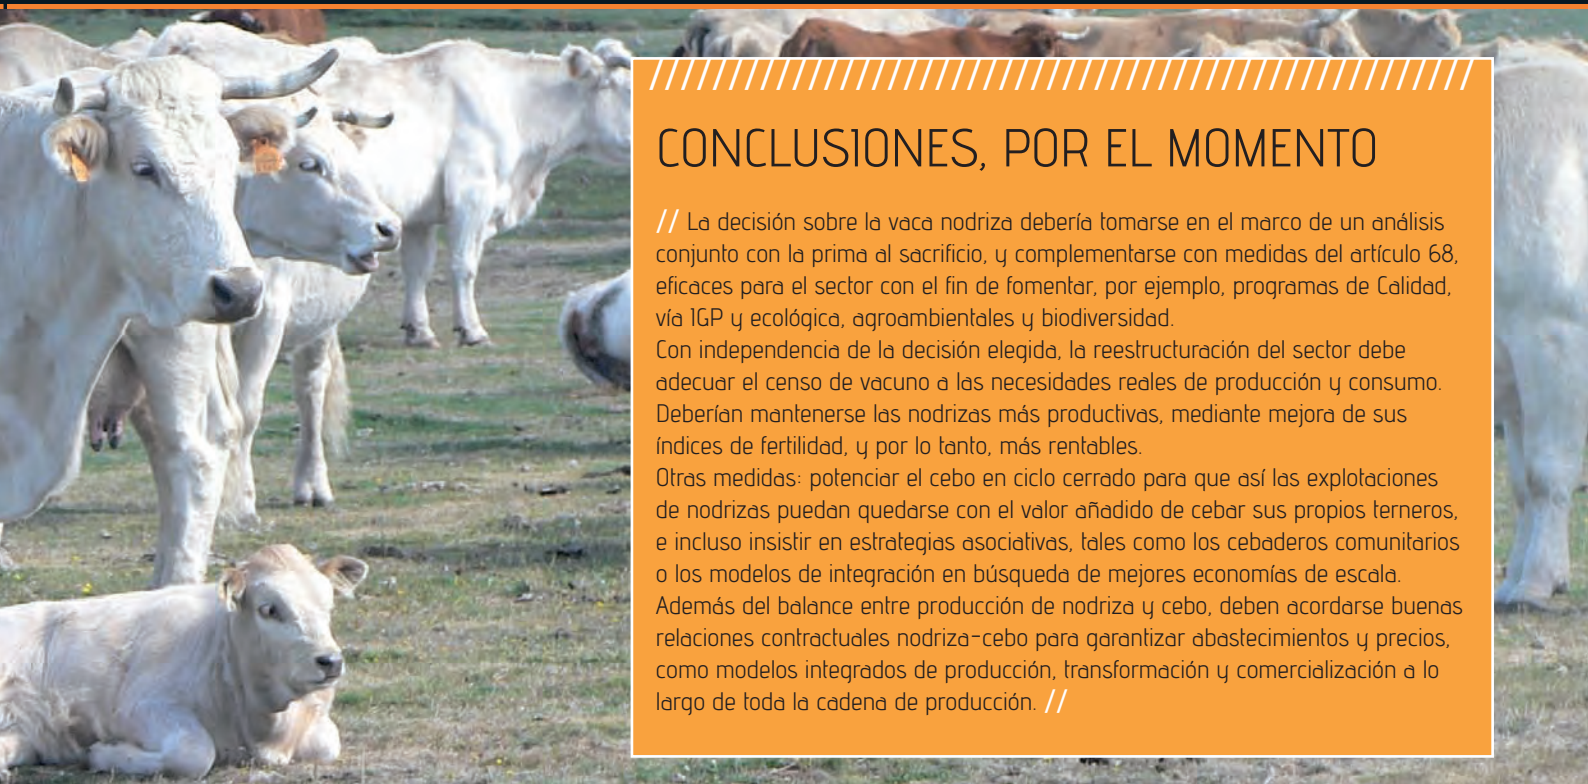 CONCLUSIONES, POR EL MOMENTO
// La decisión sobre la vaca nodriza debería tomarse en el marco de un análisis
conjunto con la prima al sacrificio, y complementarse con medidas del artículo 68,
eficaces para el sector con el fin de fomentar, por ejemplo, programas de Calidad,
vía IGP y ecológica, agroambientales y biodiversidad.
Con independencia de la decisión elegida, la reestructuración del sector debe
adecuar el censo de vacuno a las necesidades reales de producción y consumo.
Deberían mantenerse las nodrizas más productivas, mediante mejora de sus
índices de fertilidad, y por lo tanto, más rentables.
Otras medidas: potenciar el cebo en ciclo cerrado para que así las explotaciones
de nodrizas puedan quedarse con el valor añadido de cebar sus propios terneros,
e incluso insistir en estrategias asociativas, tales como los cebaderos comunitarios
o los modelos de integración en búsqueda de mejores economías de escala.
Además del balance entre producción de nodriza y cebo, deben acordarse buenas
relaciones contractuales nodriza-cebo para garantizar abastecimientos y precios,
como modelos integrados de producción, transformación y comercialización a lo
largo de toda la cadena de producción. //